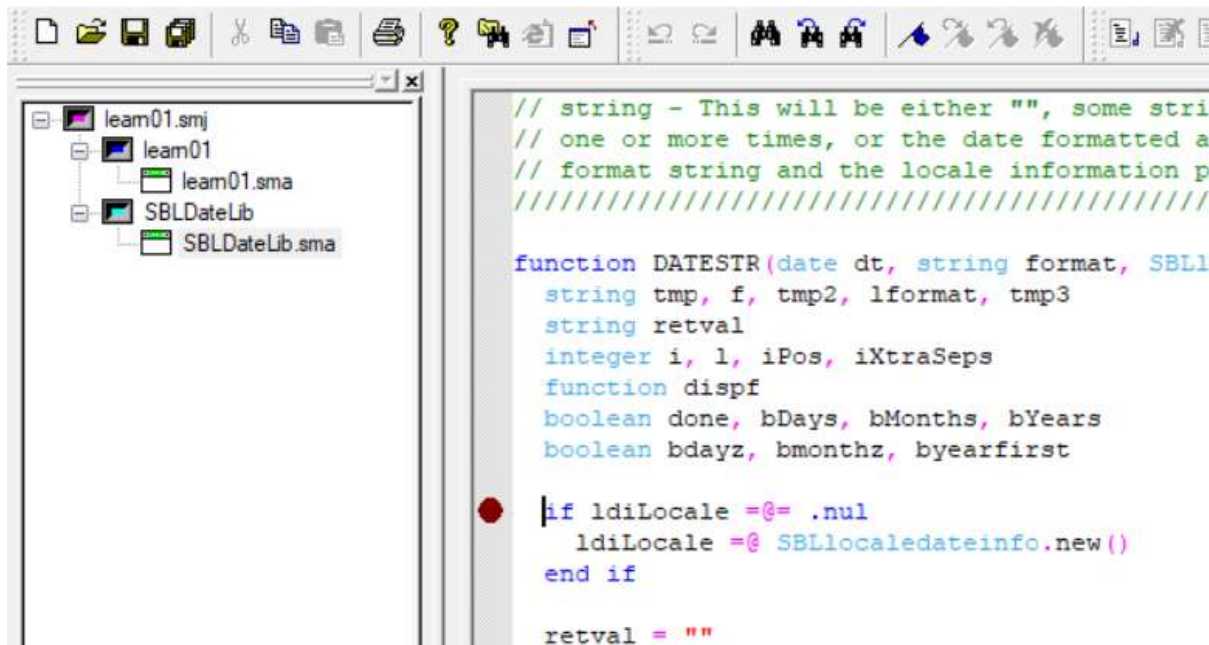 learn01.smj
learn01
learn01.sma
SBLDateLib
SBLDateLib.sma
// string - This will be either "", some stri
// one or more times, or the date formatted a
// format string and the locale information p
//////////////////////////////////////////////
function DATESTR(date dt, string format, SBLl
string tmp, f, tmp2, lformat, tmp3
string retval
integer i, l, iPos, iXtraSeps
function dispf
boolean done, bDays, bMonths, bYears
boolean bdayz, bmonthz, byearfirst
if ldiLocale =@= .nul
ldiLocale =@ SBLlocaledateinfo.new()
end if
retval = ""